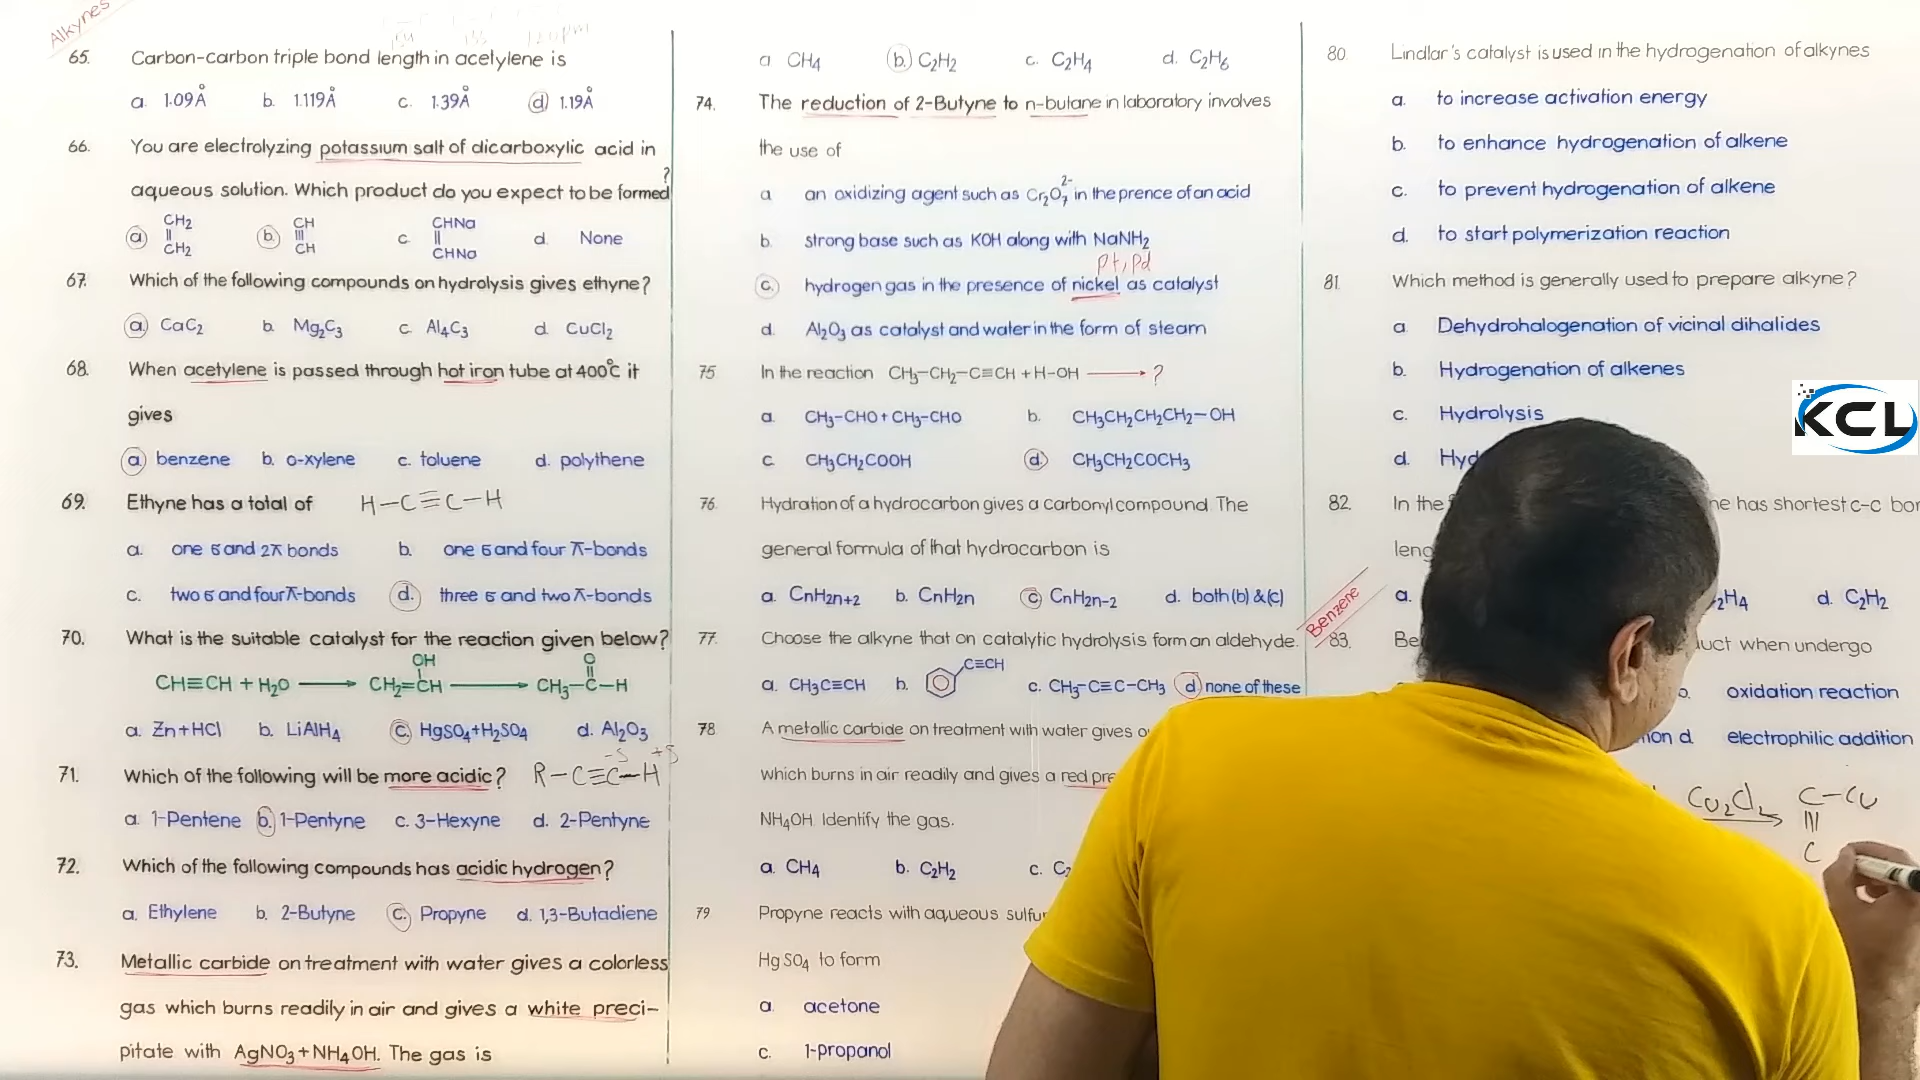 Alkynes
65. Carbon-carbon triple bond length in acetylene is
a. 1.09Å b. 1.119Å c. 1.39Å d. 1.19Å
66. You are electrolyzing potassium salt of dicarboxylic acid in
aqueous solution. Which product do you expect to be formed?
a. CH2=CH2 b. CH≡CH c. CHNa=CHNa d. None
67. Which of the following compounds on hydrolysis gives ethyne?
a. CaC2 b. Mg2C3 c. Al4C3 d. CuCl2
68. When acetylene is passed through hot iron tube at 400°C it
gives
a. benzene b. o-xylene c. toluene d. polythene
69. Ethyne has a total of H-C≡C-H
a. one σ and 2π bonds b. one σ and four π-bonds
c. two σ and four π-bonds d. three σ and two π-bonds
70. What is the suitable catalyst for the reaction given below?
OH O
CH≡CH + H2O → CH2=CH → CH3-C-H
a. Zn+HCl b. LiAlH4 c. HgSO4+H2SO4 d. Al2O3
71. Which of the following will be more acidic? R-C≡C-H -δ +δ
a. 1-Pentene b. 1-Pentyne c. 3-Hexyne d. 2-Pentyne
72. Which of the following compounds has acidic hydrogen?
a. Ethylene b. 2-Butyne c. Propyne d. 1,3-Butadiene
73. Metallic carbide on treatment with water gives a colorless
gas which burns readily in air and gives a white preci-
pitate with AgNO3+NH4OH. The gas is
a CH4 b. C2H2 c. C2H4 d. C2H6
74. The reduction of 2-Butyne to n-butane in laboratory involves
the use of
a an oxidizing agent such as Cr2O7 2- in the prence of an acid
b. strong base such as KOH along with NaNH2
Pt, Pd
c. hydrogen gas in the presence of nickel as catalyst
d. Al2O3 as catalyst and water in the form of steam
75 In the reaction CH3-CH2-C≡CH + H-OH → ?
a. CH3-CHO + CH3-CHO b. CH3CH2CH2CH2-OH
c. CH3CH2COOH d. CH3CH2COCH3
76. Hydration of a hydrocarbon gives a carbonyl compound. The
general formula of that hydrocarbon is
a. CnH2n+2 b. CnH2n c CnH2n-2 d. both (b) & (c)
77. Choose the alkyne that on catalytic hydrolysis form an aldehyde.
C≡CH
a. CH3C≡CH b. c. CH3-C≡C-CH3 d none of these
78 A metallic carbide on treatment with water gives
which burns in air readily and gives a red
NH4OH. Identify the gas.
a. CH4 b. C2H2 c.
79 Propyne reacts with aqueous
HgSO4 to form
a acetone
c. 1-propanol
80. Lindlar's catalyst is used in the hydrogenation of alkynes
a. to increase activation energy
b. to enhance hydrogenation of alkene
c. to prevent hydrogenation of alkene
d. to start polymerization reaction
81. Which method is generally used to prepare alkyne?
a. Dehydrohalogenation of vicinal dihalides
b. Hydrogenation of alkenes
c. Hydrolysis
d.
KCL
82. In the has shortest c-c
a. d. C2H2
Benzene
83. when undergo
oxidation reaction
d. electrophilic addition
Cu2Cl2 → C-Cu
|||
C